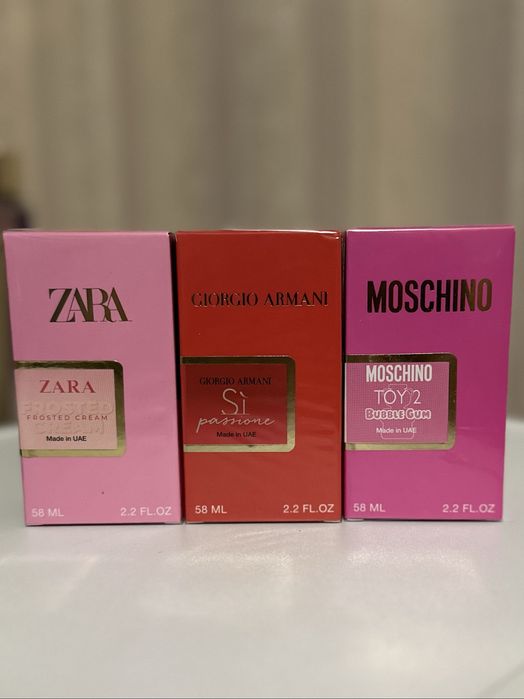 ZARA
ZARA
FROSTED
FROSTED CREAM
CREAM
Made in UAE
58 ML 2.2 FL.OZ
GIORGIO ARMANI
GIORGIO ARMANI
Sì
passione
Made in UAE
58 ML 2.2 FL.OZ
MOSCHINO
MOSCHINO
TOY 2
BUBBLE GUM
Made in UAE
58 ML 2.2 FL.OZ